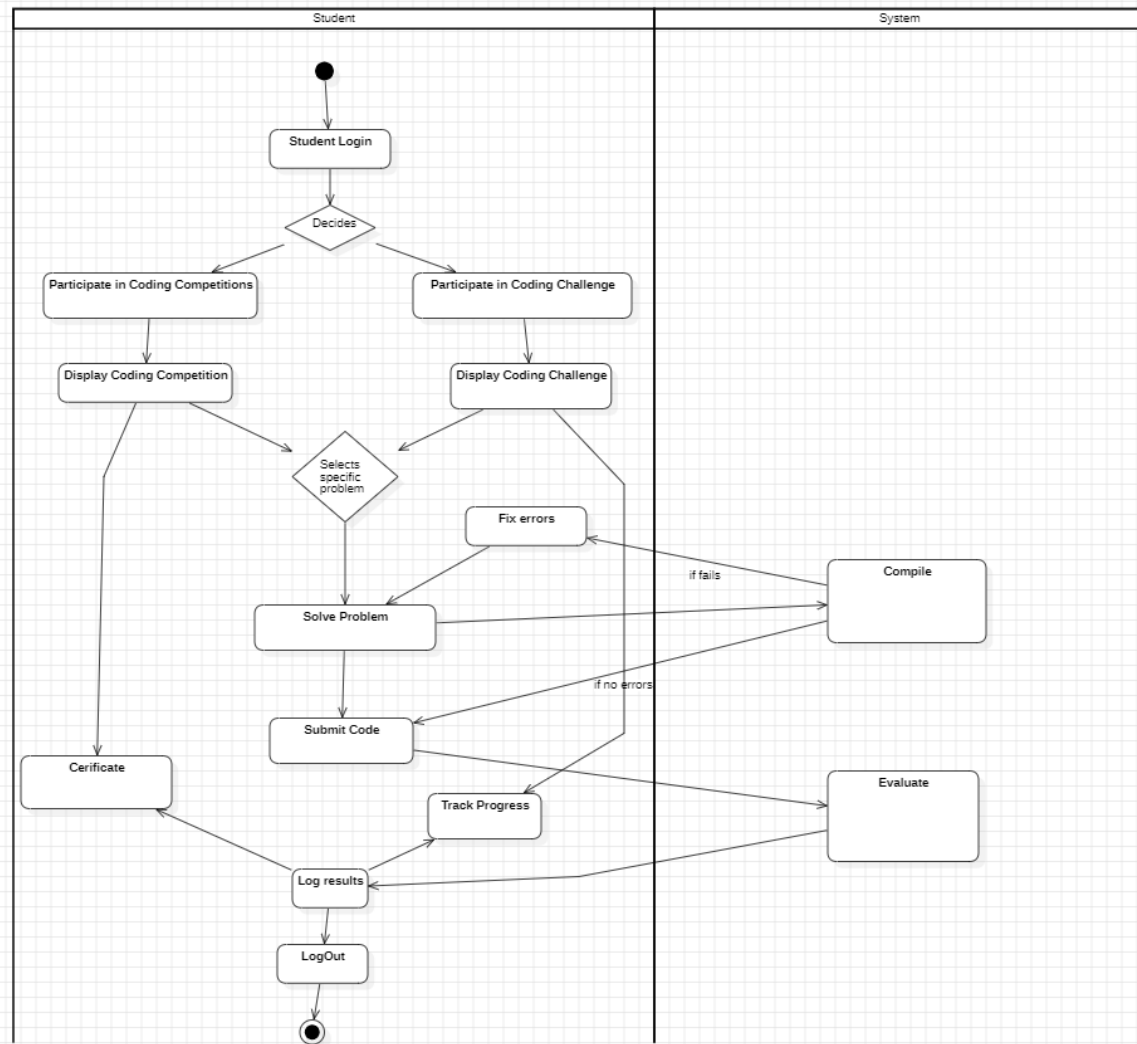 Student
System
Student Login
Decides
Participate in Coding Competitions
Participate in Coding Challenge
Display Coding Competition
Display Coding Challenge
Selects
specific
problem
Fix errors
if fails
Compile
Solve Problem
if no errors
Submit Code
Cerificate
Evaluate
Track Progress
Log results
LogOut